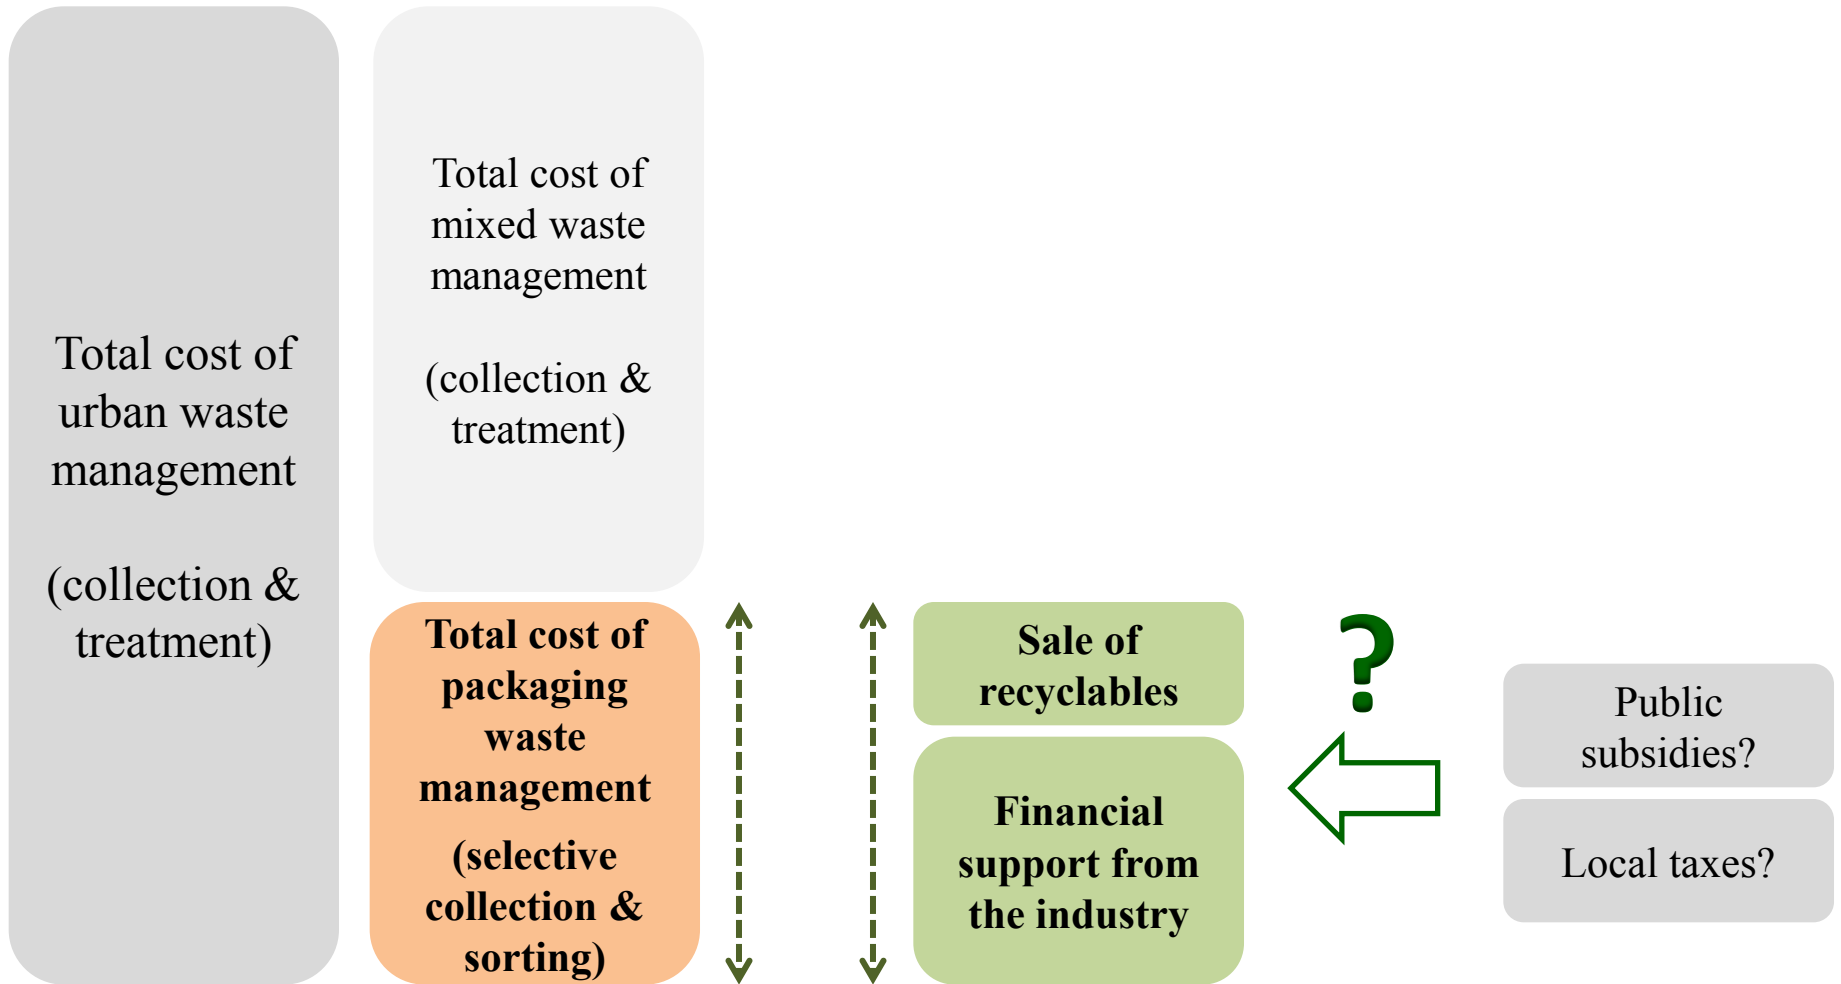 Total cost of
urban waste
management
(collection &
treatment)
Total cost of
mixed waste
management
(collection &
treatment)
Total cost of
packaging
waste
management
(selective
collection &
sorting)
Sale of
recyclables
Financial
support from
the industry
?
Public
subsidies?
Local taxes?